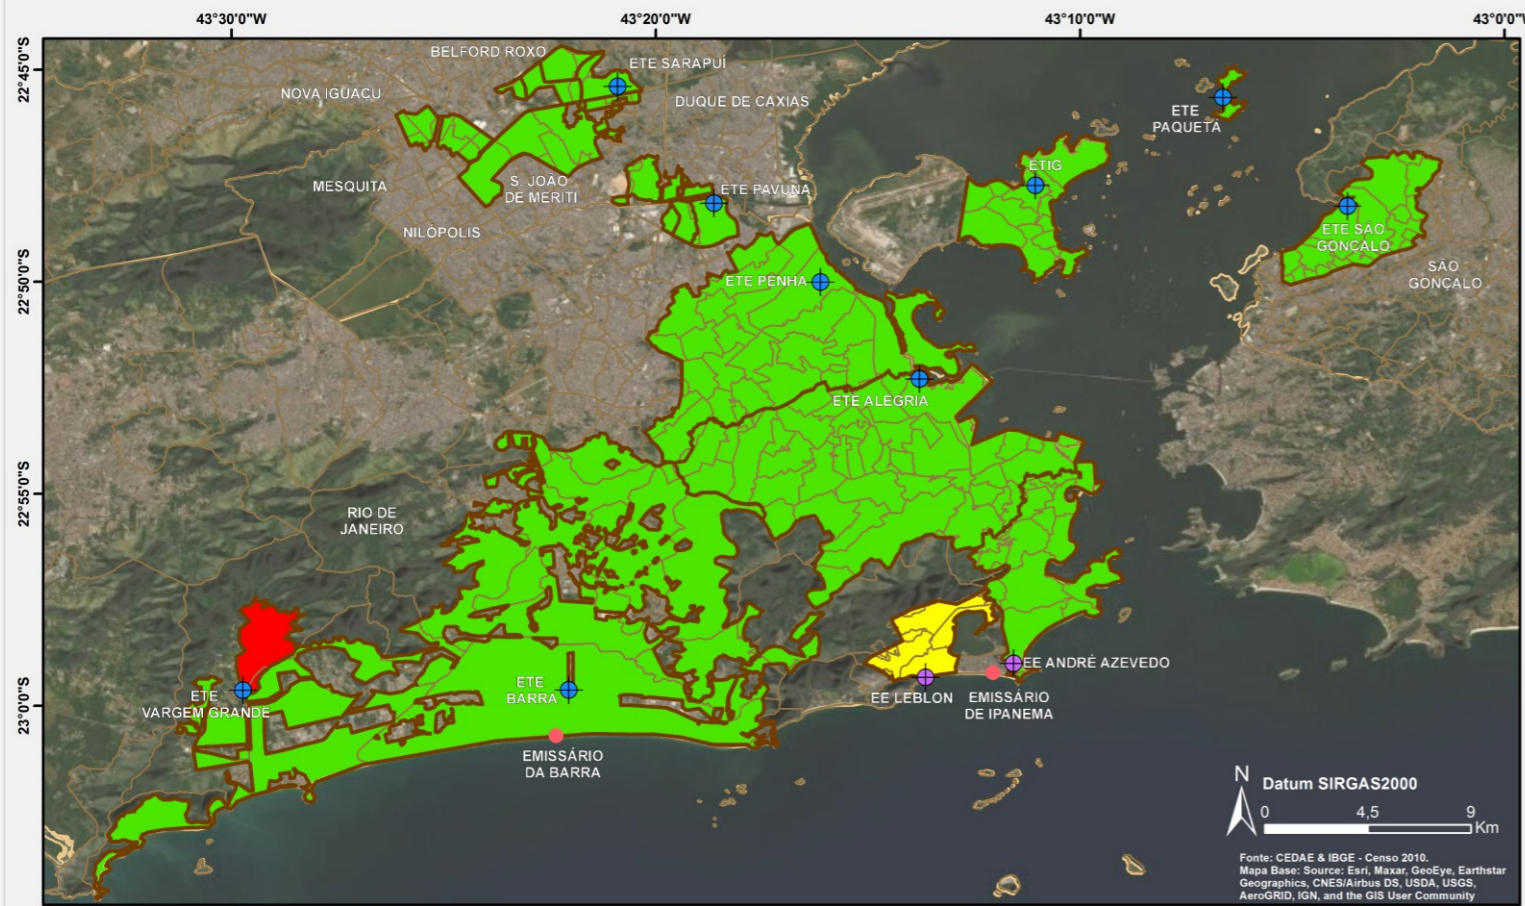 43°30'0"W
43°20'0"W
43°10'0"W
43°0'0"W
22°45'0"S
22°50'0"S
22°55'0"S
23°0'0"S
BELFORD ROXO
ETE SARAPUÍ
NOVA IGUAÇU
DUQUE DE CAXIAS
ETE
PAQUETÁ
MESQUITA
S. JOÃO
DE MERITI
ETE PAVUNA
ETIG
NILÓPOLIS
ETE SÃO
GONÇALO
SÃO
GONÇALO
ETE PENHA
ETE ALEGRIA
RIO DE
JANEIRO
ETE
VARGEM GRANDE
ETE
BARRA
EE ANDRÉ AZEVEDO
EE LEBLON
EMISSÁRIO
DE IPANEMA
EMISSÁRIO
DA BARRA
N
Datum SIRGAS2000
0 4,5 9
Km
Fonte: CEDAE & IBGE - Censo 2010.
Mapa Base: Source: Esri, Maxar, GeoEye, Earthstar
Geographics, CNES/Airbus DS, USDA, USGS,
AeroGRID, IGN, and the GIS User Community